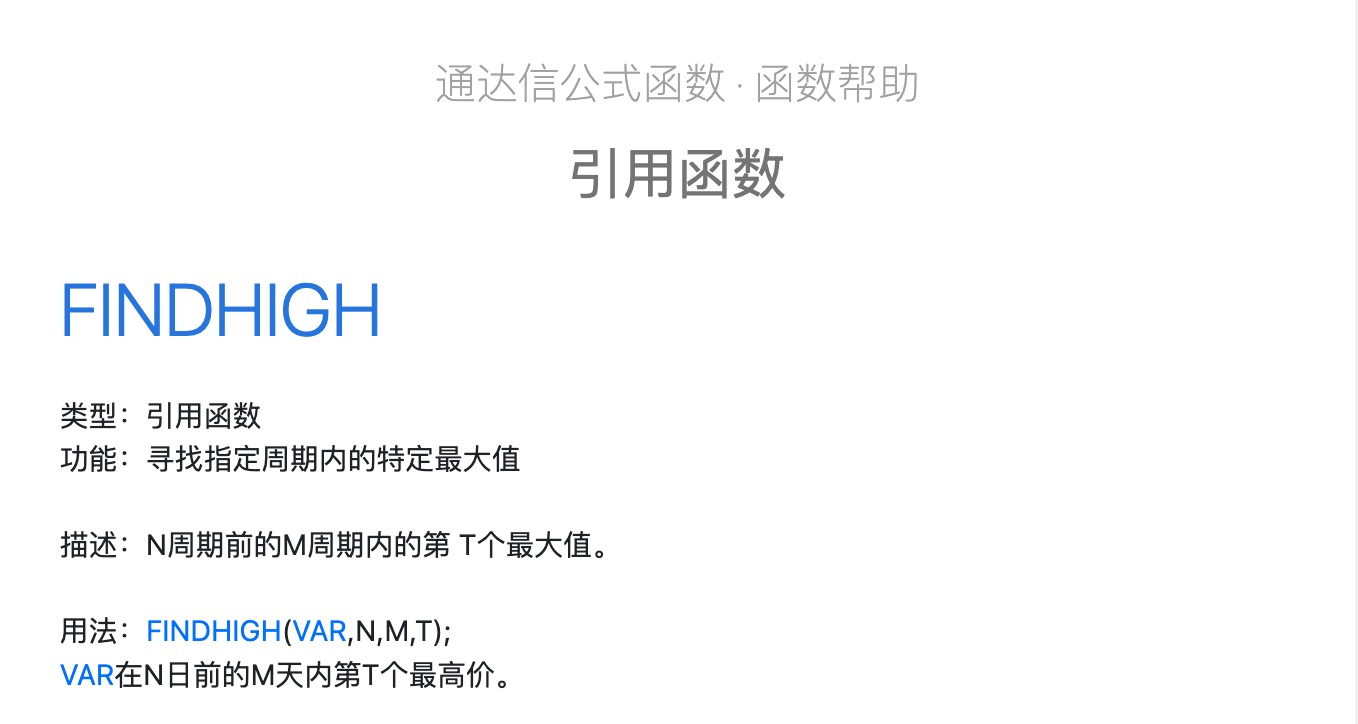 通达信公式函数 · 函数帮助
引用函数
FINDHIGH
类型：引用函数
功能：寻找指定周期内的特定最大值
描述：N周期前的M周期内的第 T个最大值。
用法：FINDHIGH(VAR,N,M,T);
VAR在N日前的M天内第T个最高价。